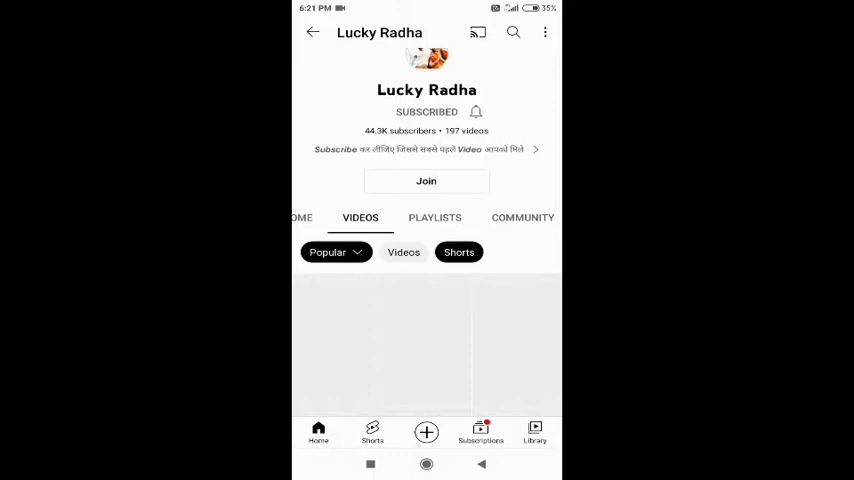 6:21 PM 35%
Lucky Radha
Lucky Radha
SUBSCRIBED
44.3K subscribers • 197 videos
Subscribe कर लीजिए जिससे सबसे पहले Video आपको मिले
Join
OME VIDEOS PLAYLISTS COMMUNITY
Popular Videos Shorts
Home Shorts Subscriptions Library